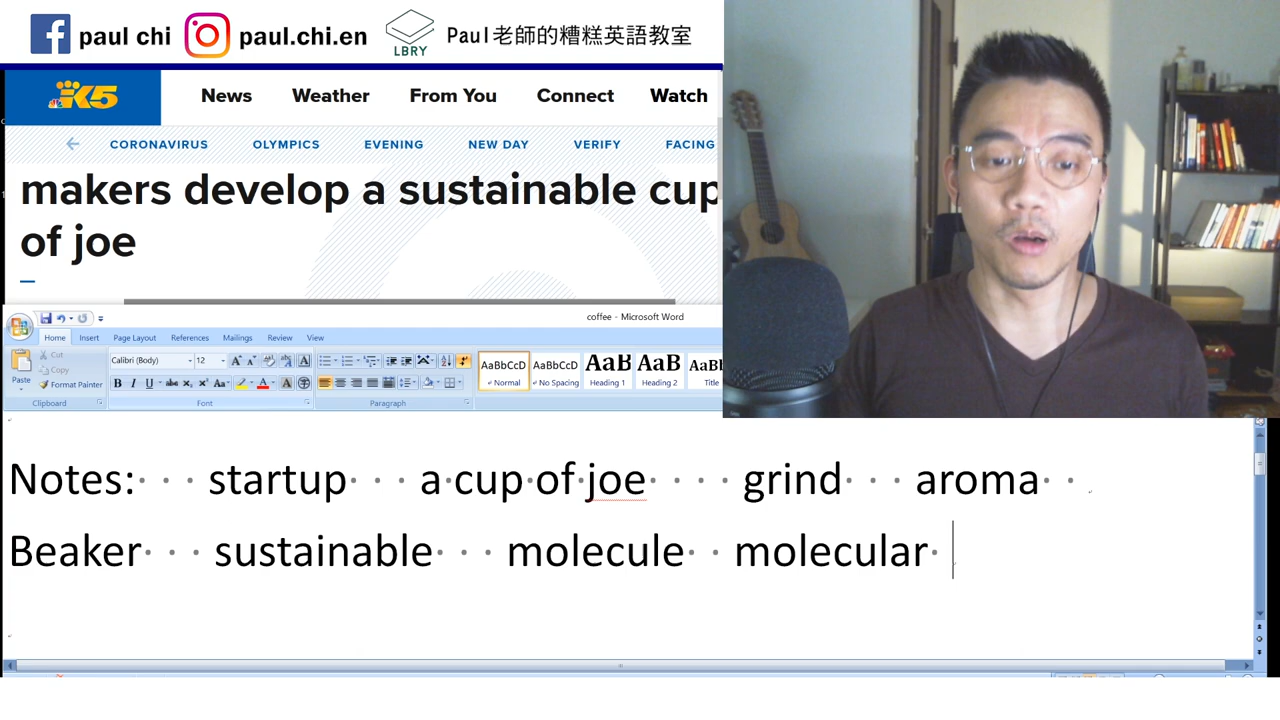 paul chi paul.chi.en LBRY Paul老師的糟糕英語教室
K5 News Weather From You Connect Watch
CORONAVIRUS OLYMPICS EVENING NEW DAY VERIFY FACING
makers develop a sustainable cup
of joe
coffee - Microsoft Word
Home Insert Page Layout References Mailings Review View
Paste Cut Copy Format Painter
Calibri (Body) 12
AaBbCcD AaBbCcD AaB AaB AaB
Normal No Spacing Heading 1 Heading 2 Title
Clipboard Font Paragraph
Notes: startup a cup of joe grind aroma
Beaker sustainable molecule molecular